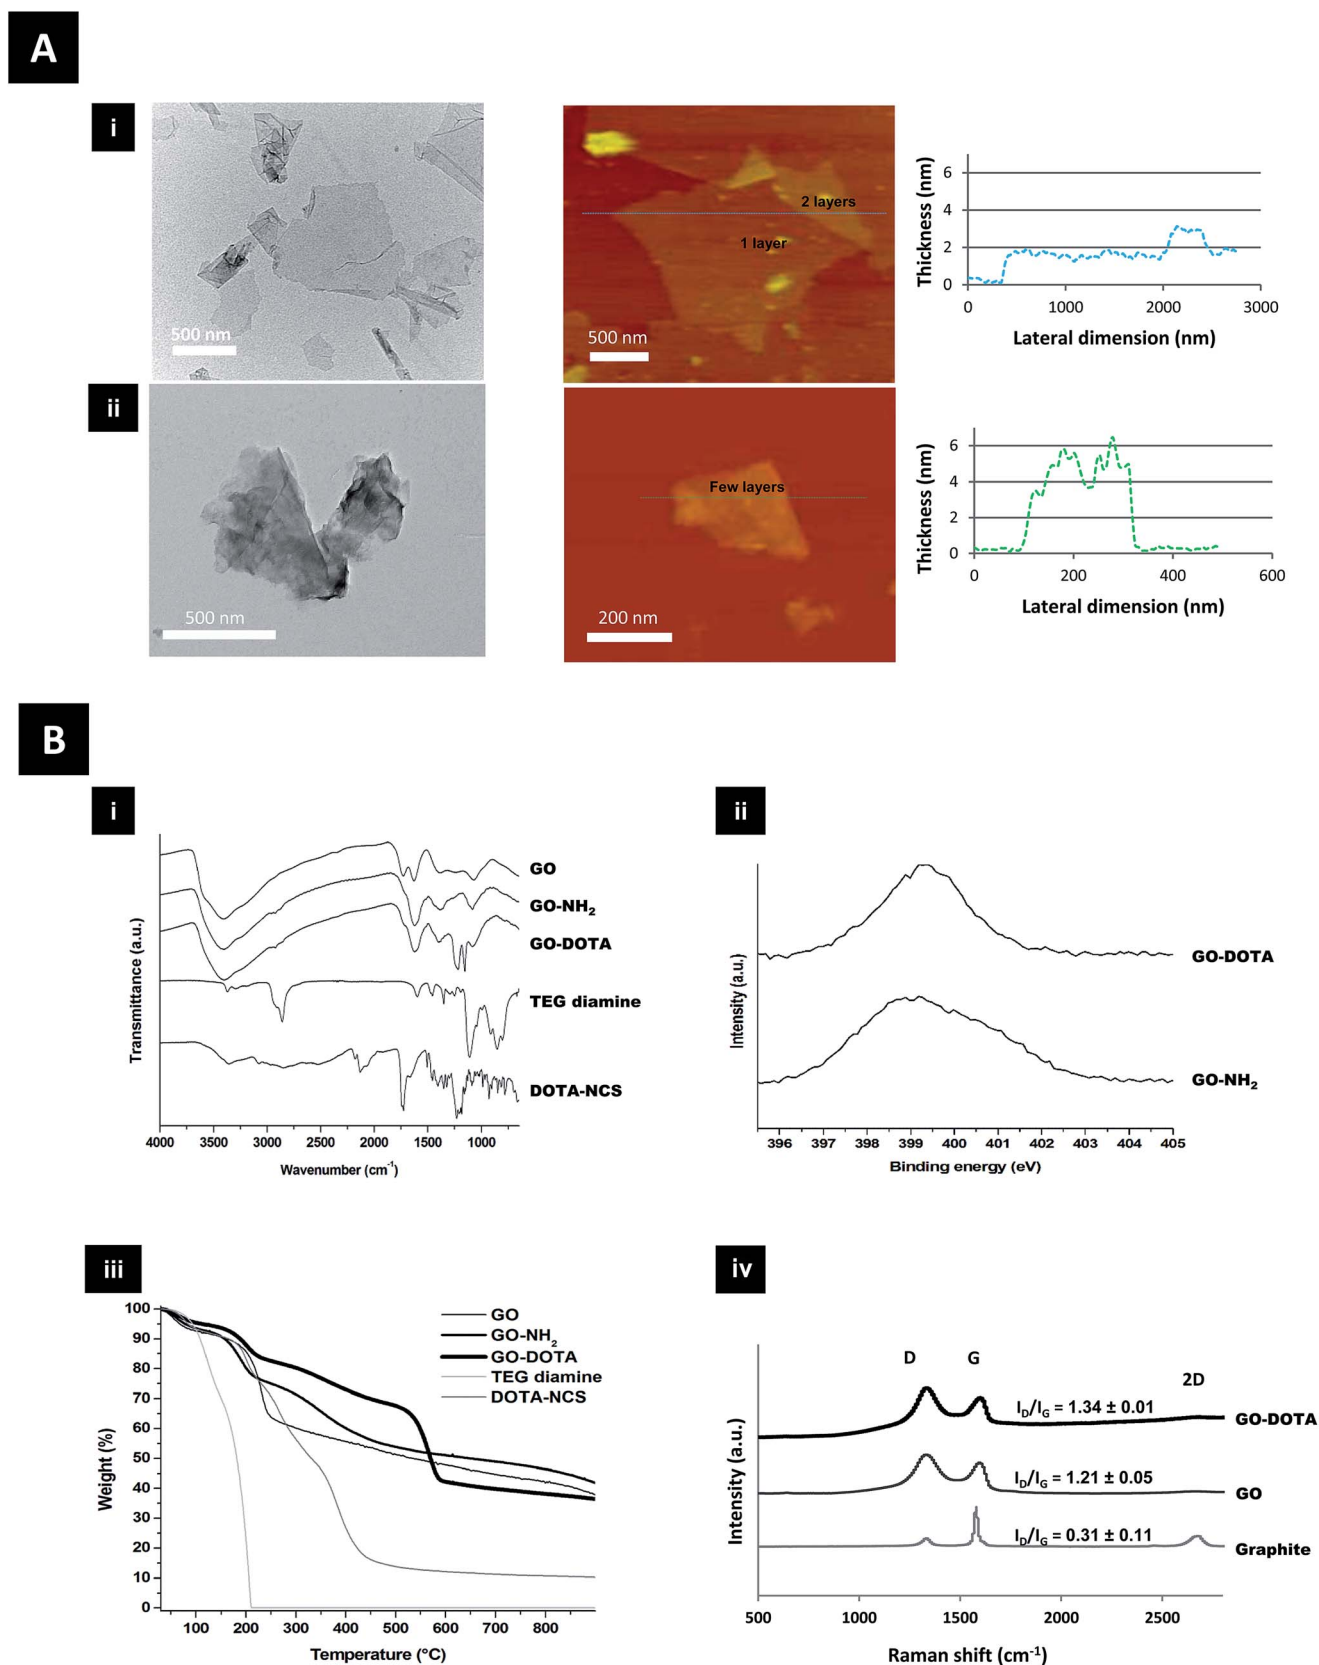 A
i
500 nm
2 layers
1 layer
500 nm
Thickness (nm)
6
4
2
0
0 1000 2000 3000
Lateral dimension (nm)
ii
500 nm
Few layers
200 nm
Thickness (nm)
6
4
2
0
0 200 400 600
Lateral dimension (nm)
B
i
Transmittance (a.u.)
GO
GO-NH₂
GO-DOTA
TEG diamine
DOTA-NCS
4000 3500 3000 2500 2000 1500 1000
Wavenumber (cm⁻¹)
ii
Intensity (a.u.)
GO-DOTA
GO-NH₂
396 397 398 399 400 401 402 403 404 405
Binding energy (eV)
iii
Weight (%)
100
90
80
70
60
50
40
30
20
10
0
GO
GO-NH₂
GO-DOTA
TEG diamine
DOTA-NCS
100 200 300 400 500 600 700 800
Temperature (°C)
iv
Intensity (a.u.)
D G 2D
I_D/I_G = 1.34 ± 0.01
GO-DOTA
I_D/I_G = 1.21 ± 0.05
GO
I_D/I_G = 0.31 ± 0.11
Graphite
500 1000 1500 2000 2500
Raman shift (cm⁻¹)